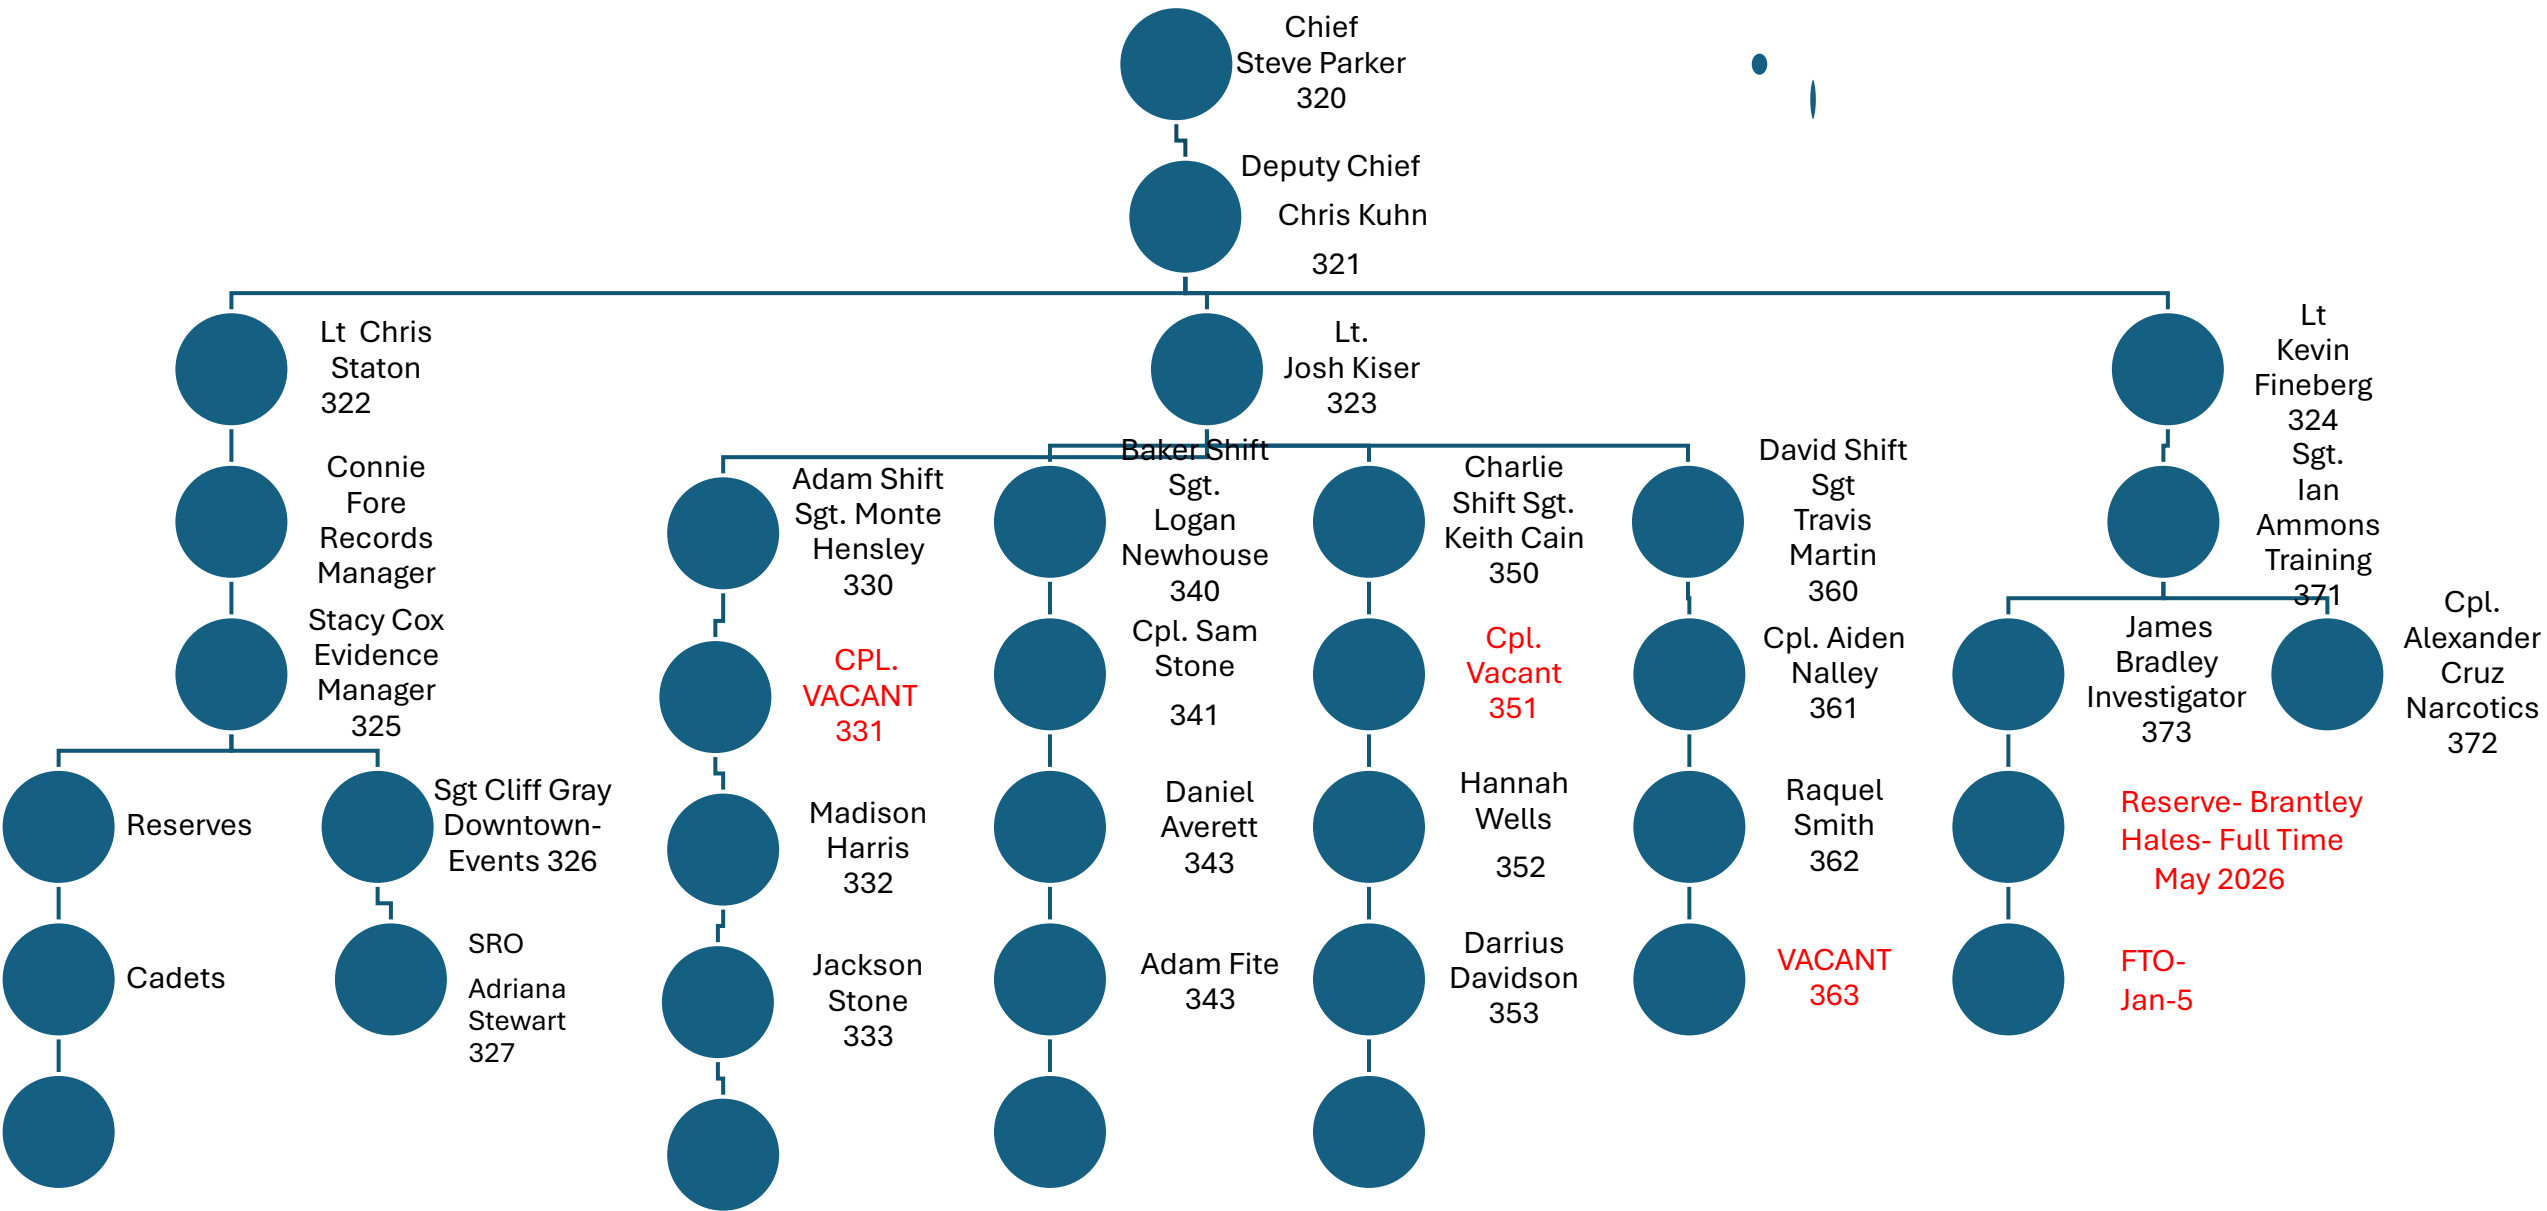 Chief
Steve Parker
320
Deputy Chief
Chris Kuhn
321
Lt  Chris
Staton
322
Lt.
Josh Kiser
323
Lt
Kevin
Fineberg
324
Connie
Fore
Records
Manager
Adam Shift
Sgt. Monte
Hensley
330
Baker Shift
Sgt.
Logan
Newhouse
340
Charlie
Shift Sgt.
Keith Cain
350
David Shift
Sgt
Travis
Martin
360
Sgt.
Ian
Ammons
Training
371
Stacy Cox
Evidence
Manager
325
CPL.
VACANT
331
Cpl. Sam
Stone
341
Cpl.
Vacant
351
Cpl. Aiden
Nalley
361
James
Bradley
Investigator
373
Cpl.
Alexander
Cruz
Narcotics
372
Reserves
Sgt Cliff Gray
Downtown-
Events 326
Madison
Harris
332
Daniel
Averett
343
Hannah
Wells
352
Raquel
Smith
362
Reserve- Brantley
Hales- Full Time
May 2026
Cadets
SRO
Adriana
Stewart
327
Jackson
Stone
333
Adam Fite
343
Darrius
Davidson
353
VACANT
363
FTO-
Jan-5